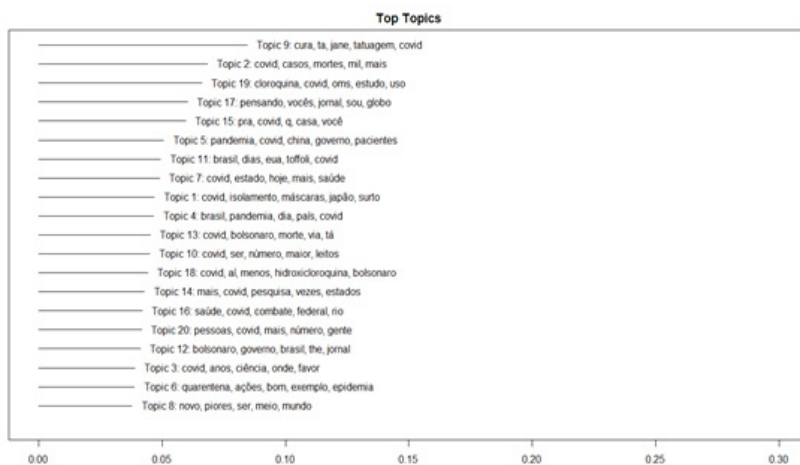 Top Topics
Topic 9: cura, ta, jane, tatuagem, covid
Topic 2: covid, casos, mortes, mil, mais
Topic 19: cloroquina, covid, oms, estudo, uso
Topic 17: pensando, vocês, jornal, sou, globo
Topic 15: pra, covid, q, casa, você
Topic 5: pandemia, covid, china, governo, pacientes
Topic 11: brasil, dias, eua, toffoli, covid
Topic 7: covid, estado, hoje, mais, saúde
Topic 1: covid, isolamento, máscaras, japão, surto
Topic 4: brasil, pandemia, dia, país, covid
Topic 13: covid, bolsonaro, morte, via, tá
Topic 10: covid, ser, número, maior, leitos
Topic 18: covid, aí, menos, hidroxicloroquina, bolsonaro
Topic 14: mais, covid, pesquisa, vezes, estados
Topic 16: saúde, covid, combate, federal, rio
Topic 20: pessoas, covid, mais, número, gente
Topic 12: bolsonaro, governo, brasil, the, jornal
Topic 3: covid, anos, ciência, onde, favor
Topic 6: quarentena, ações, bom, exemplo, epidemia
Topic 8: novo, piores, ser, meio, mundo
0.00 0.05 0.10 0.15 0.20 0.25 0.30